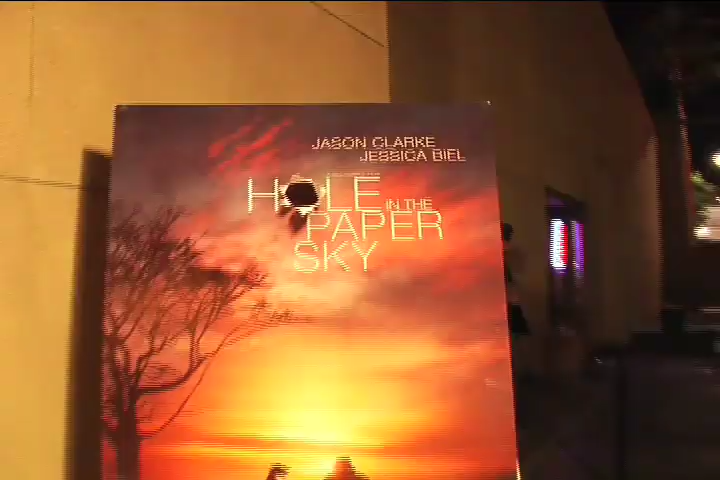 JASON CLARKE
JESSICA BIEL
HOLE IN THE
PAPER
SKY